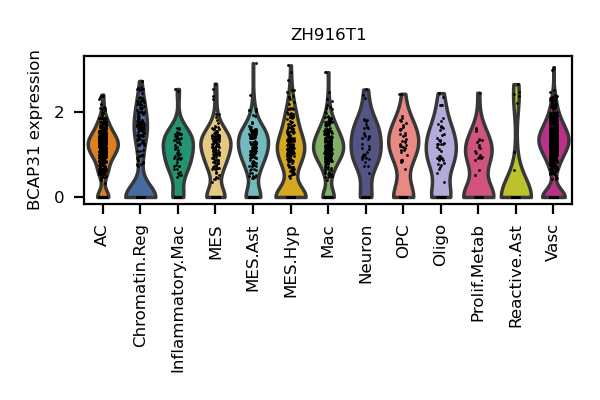 ZH916T1
BCAP31 expression
2
0
AC
Chromatin.Reg
Inflammatory.Mac
MES
MES.Ast
MES.Hyp
Mac
Neuron
OPC
Oligo
Prolif.Metab
Reactive.Ast
Vasc